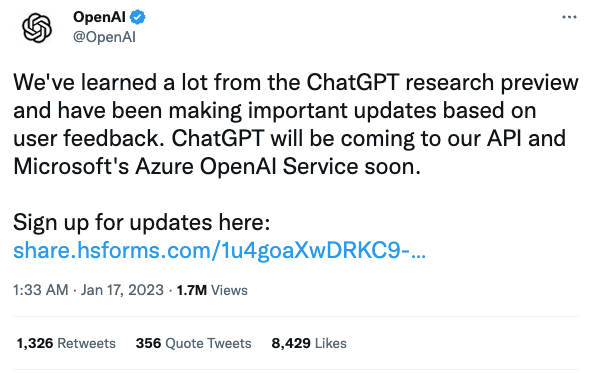 OpenAI
@OpenAI
We've learned a lot from the ChatGPT research preview
and have been making important updates based on
user feedback. ChatGPT will be coming to our API and
Microsoft's Azure OpenAI Service soon.
Sign up for updates here:
share.hsforms.com/1u4goaXwDRKC9-...
1:33 AM · Jan 17, 2023 · 1.7M Views
1,326 Retweets 356 Quote Tweets 8,429 Likes